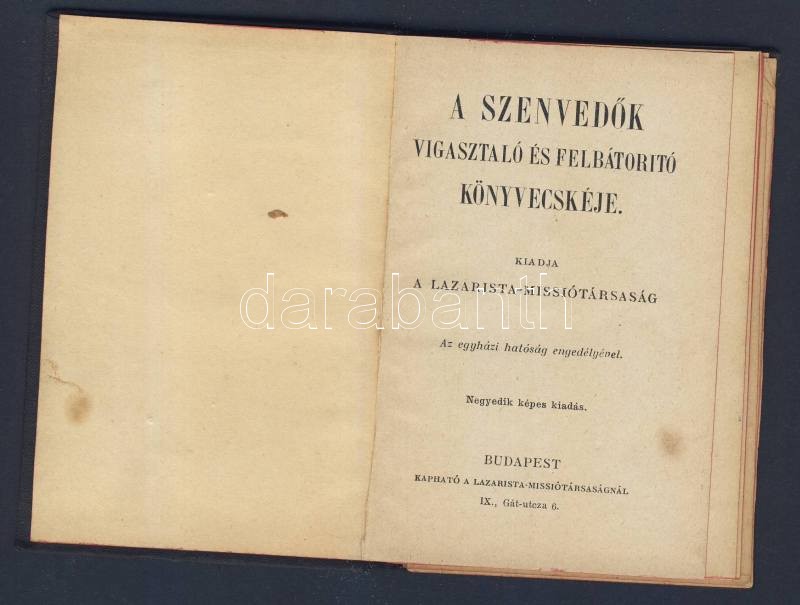 A SZENVEDŐK
VIGASZTALÓ ÉS FELBÁTORITÓ
KÖNYVECSKÉJE.
KIADJA
A LAZARISTA-MISSIÓTÁRSASÁG
darabanth
Az egyházi hatóság engedélyével.
Negyedik képes kiadás.
BUDAPEST
KAPHATÓ A LAZARISTA-MISSIÓTÁRSASÁGNÁL
IX., Gát-utcza 6.